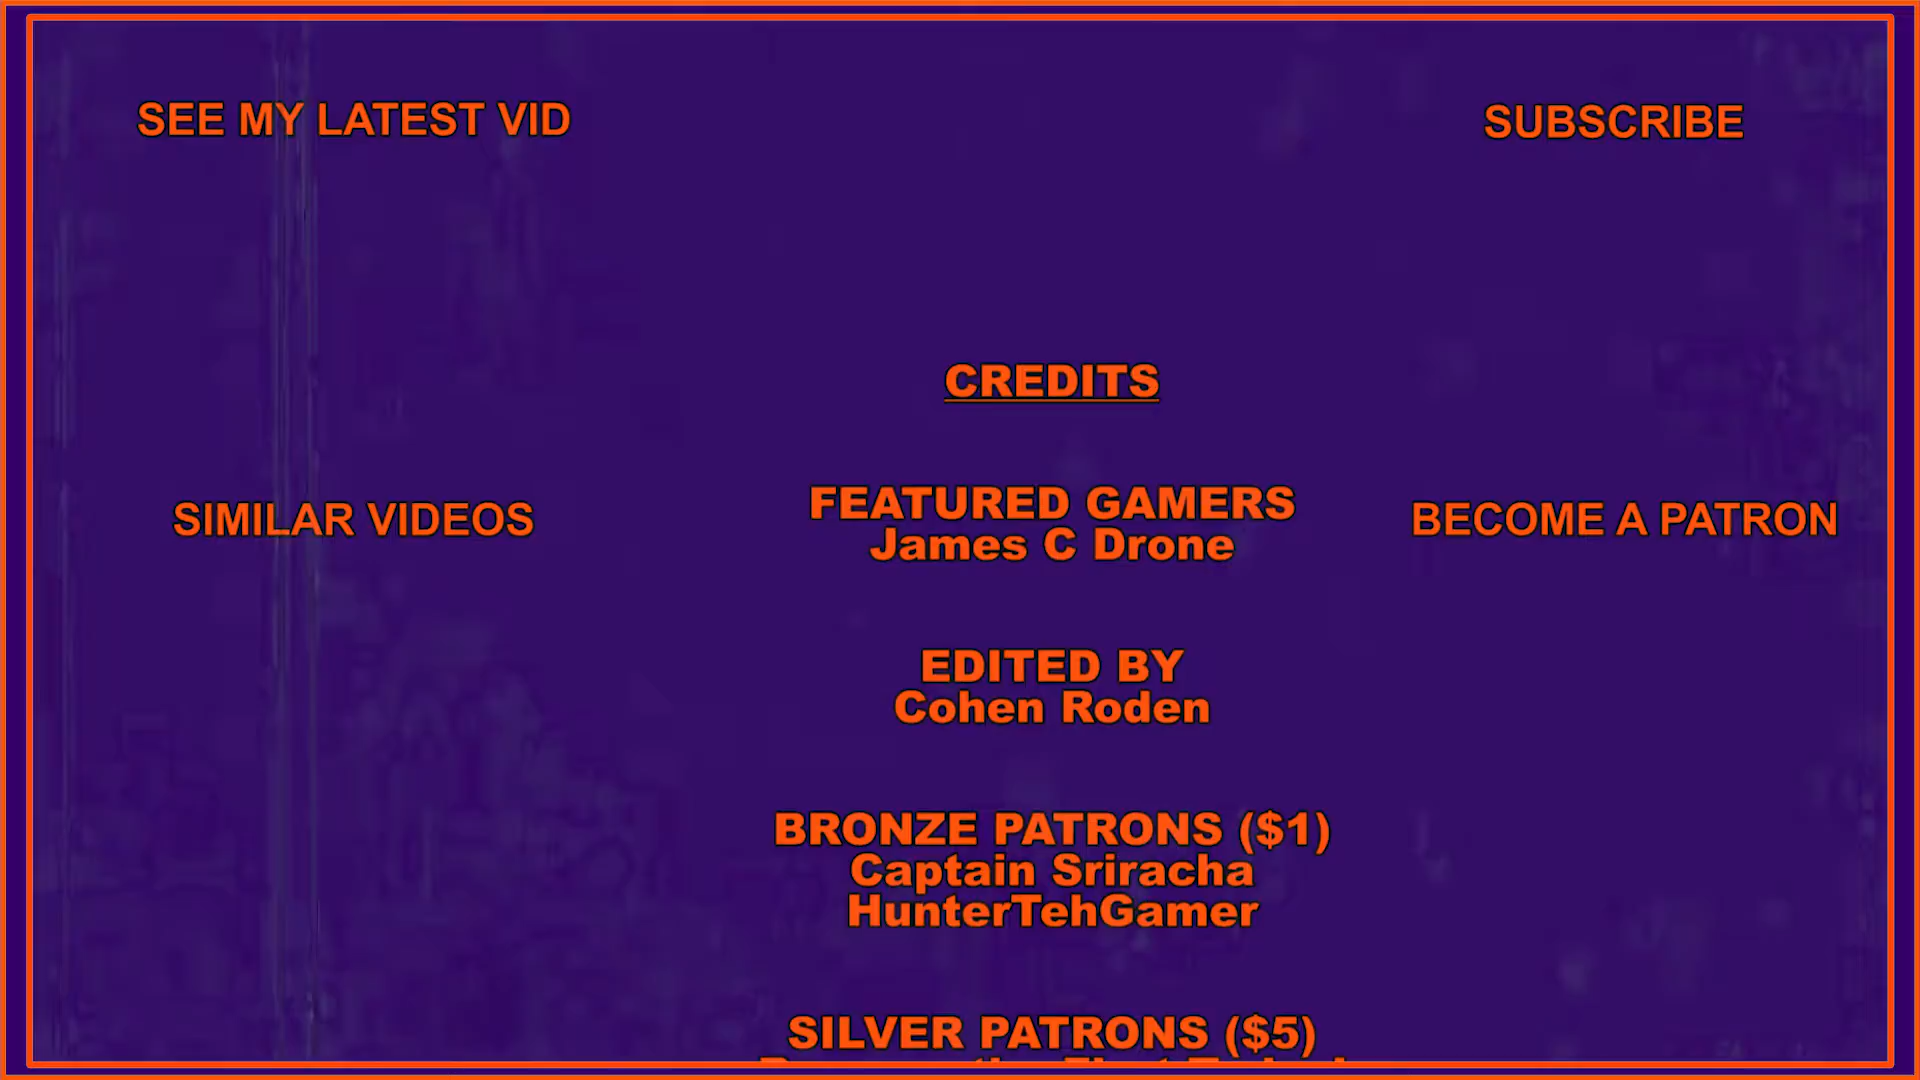 SEE MY LATEST VID
SUBSCRIBE
CREDITS
SIMILAR VIDEOS
FEATURED GAMERS
James C Drone
BECOME A PATRON
EDITED BY
Cohen Roden
BRONZE PATRONS ($1)
Captain Sriracha
HunterTehGamer
SILVER PATRONS ($5)